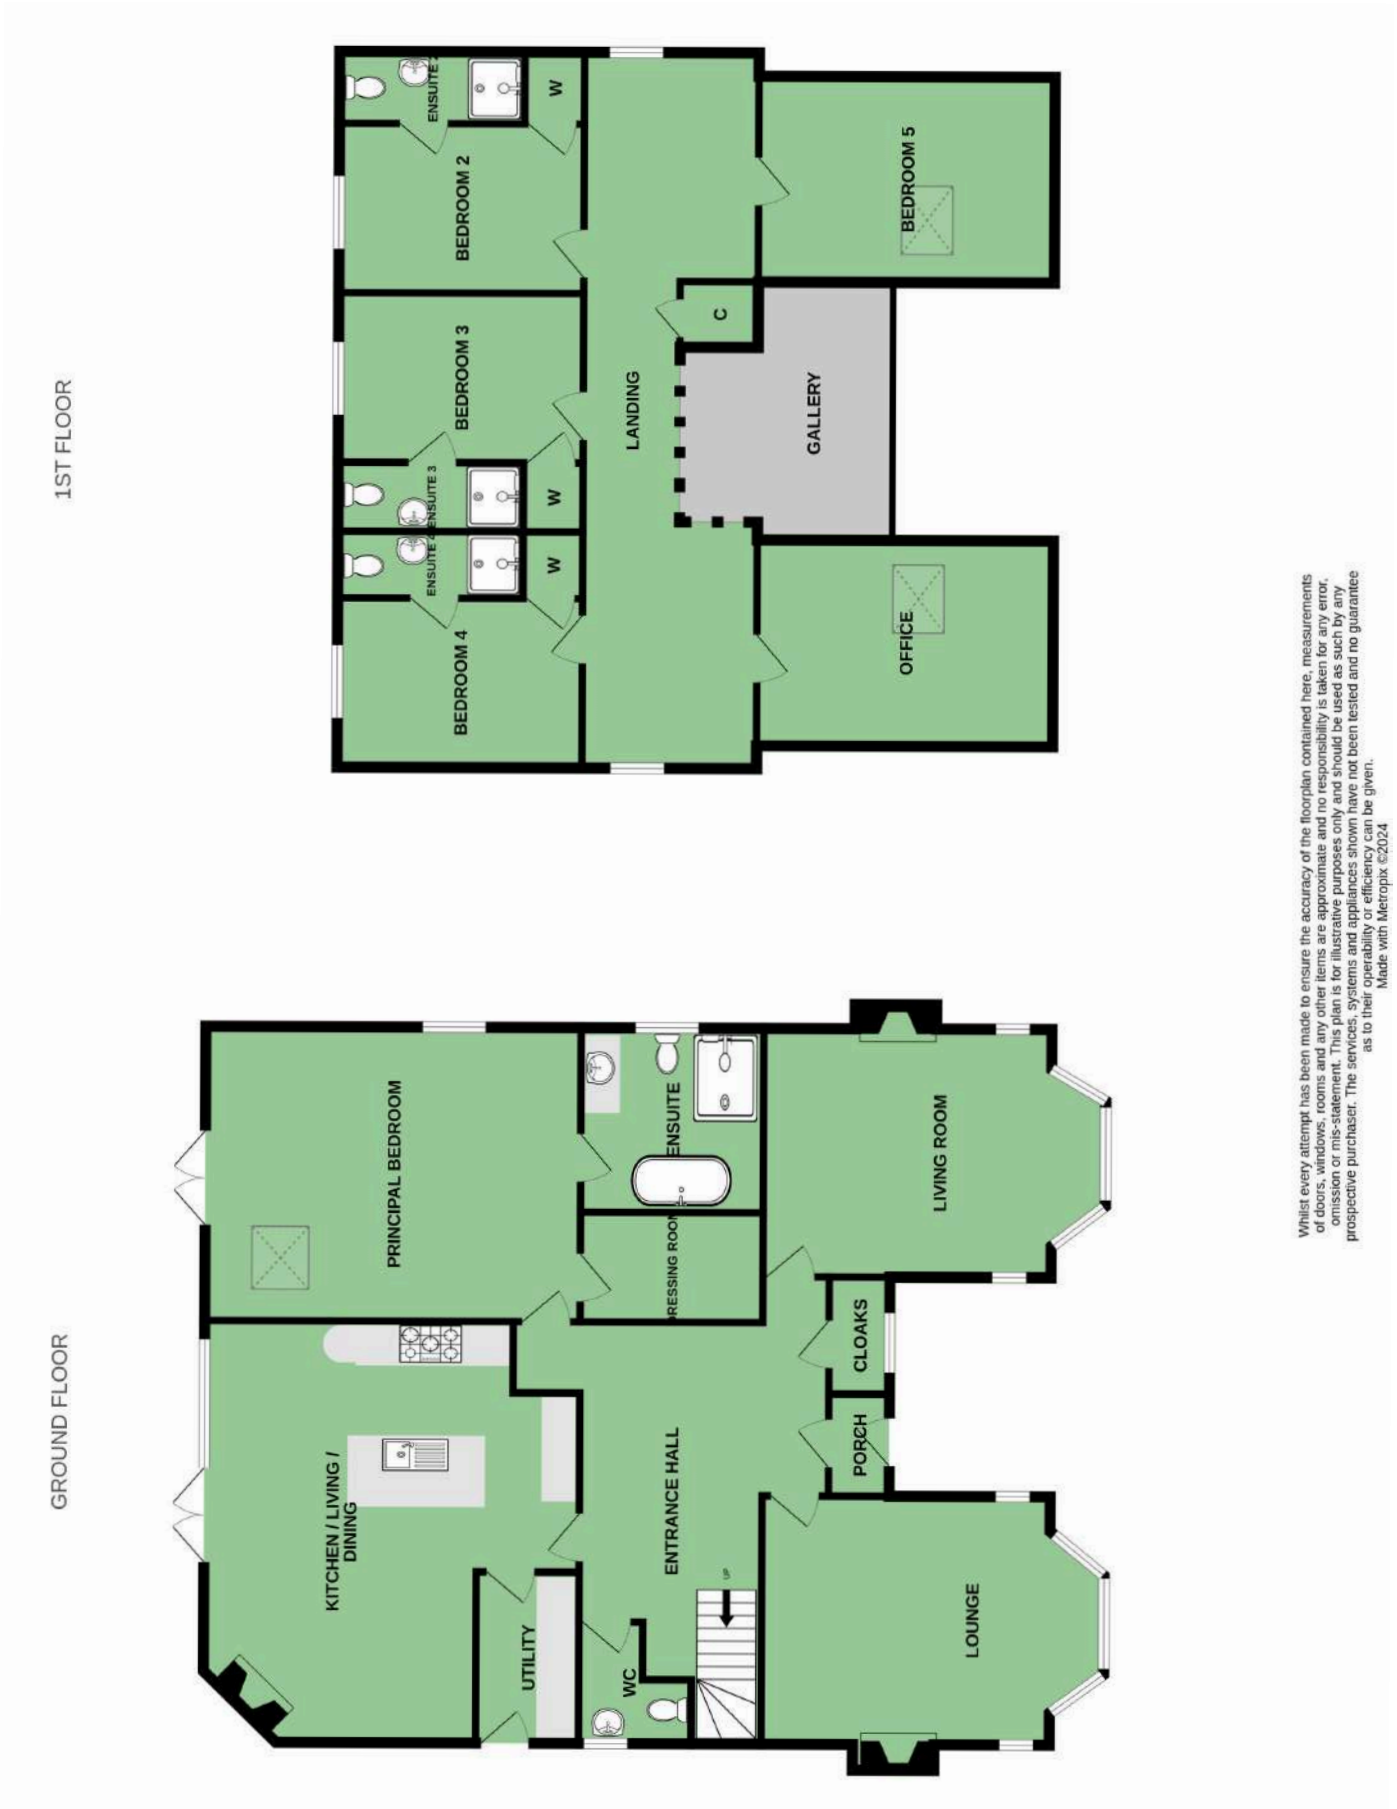 GROUND FLOOR
KITCHEN / LIVING /
DINING
PRINCIPAL BEDROOM
UTILITY
WC
UP
ENTRANCE HALL
DRESSING ROOM
ENSUITE
PORCH
CLOAKS
LOUNGE
LIVING ROOM
1ST FLOOR
BEDROOM 4
ENSUITE 4
ENSUITE 3
BEDROOM 3
BEDROOM 2
ENSUITE 2
W
W
W
LANDING
C
GALLERY
OFFICE
BEDROOM 5
Whilst every attempt has been made to ensure the accuracy of the floorplan contained here, measurements
of doors, windows, rooms and any other items are approximate and no responsibility is taken for any error,
omission or mis-statement. This plan is for illustrative purposes only and should be used as such by any
prospective purchaser. The services, systems and appliances shown have not been tested and no guarantee
as to their operability or efficiency can be given.
Made with Metropix ©2024